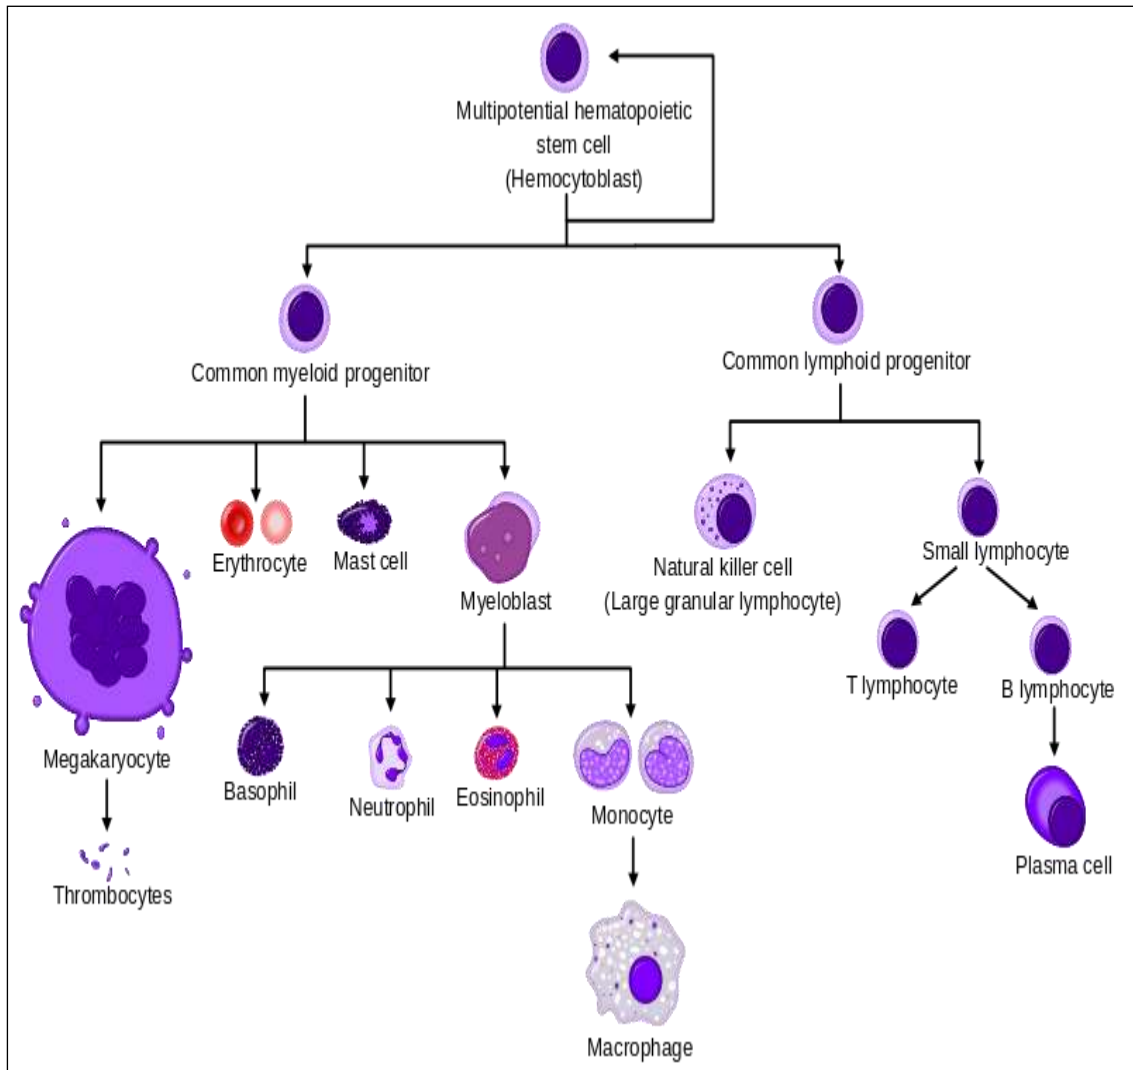 Multipotential hematopoietic
stem cell
(Hemocytoblast)
Common myeloid progenitor
Common lymphoid progenitor
Erythrocyte
Mast cell
Myeloblast
Natural killer cell
(Large granular lymphocyte)
Small lymphocyte
T lymphocyte
B lymphocyte
Megakaryocyte
Basophil
Neutrophil
Eosinophil
Monocyte
Plasma cell
Thrombocytes
Macrophage